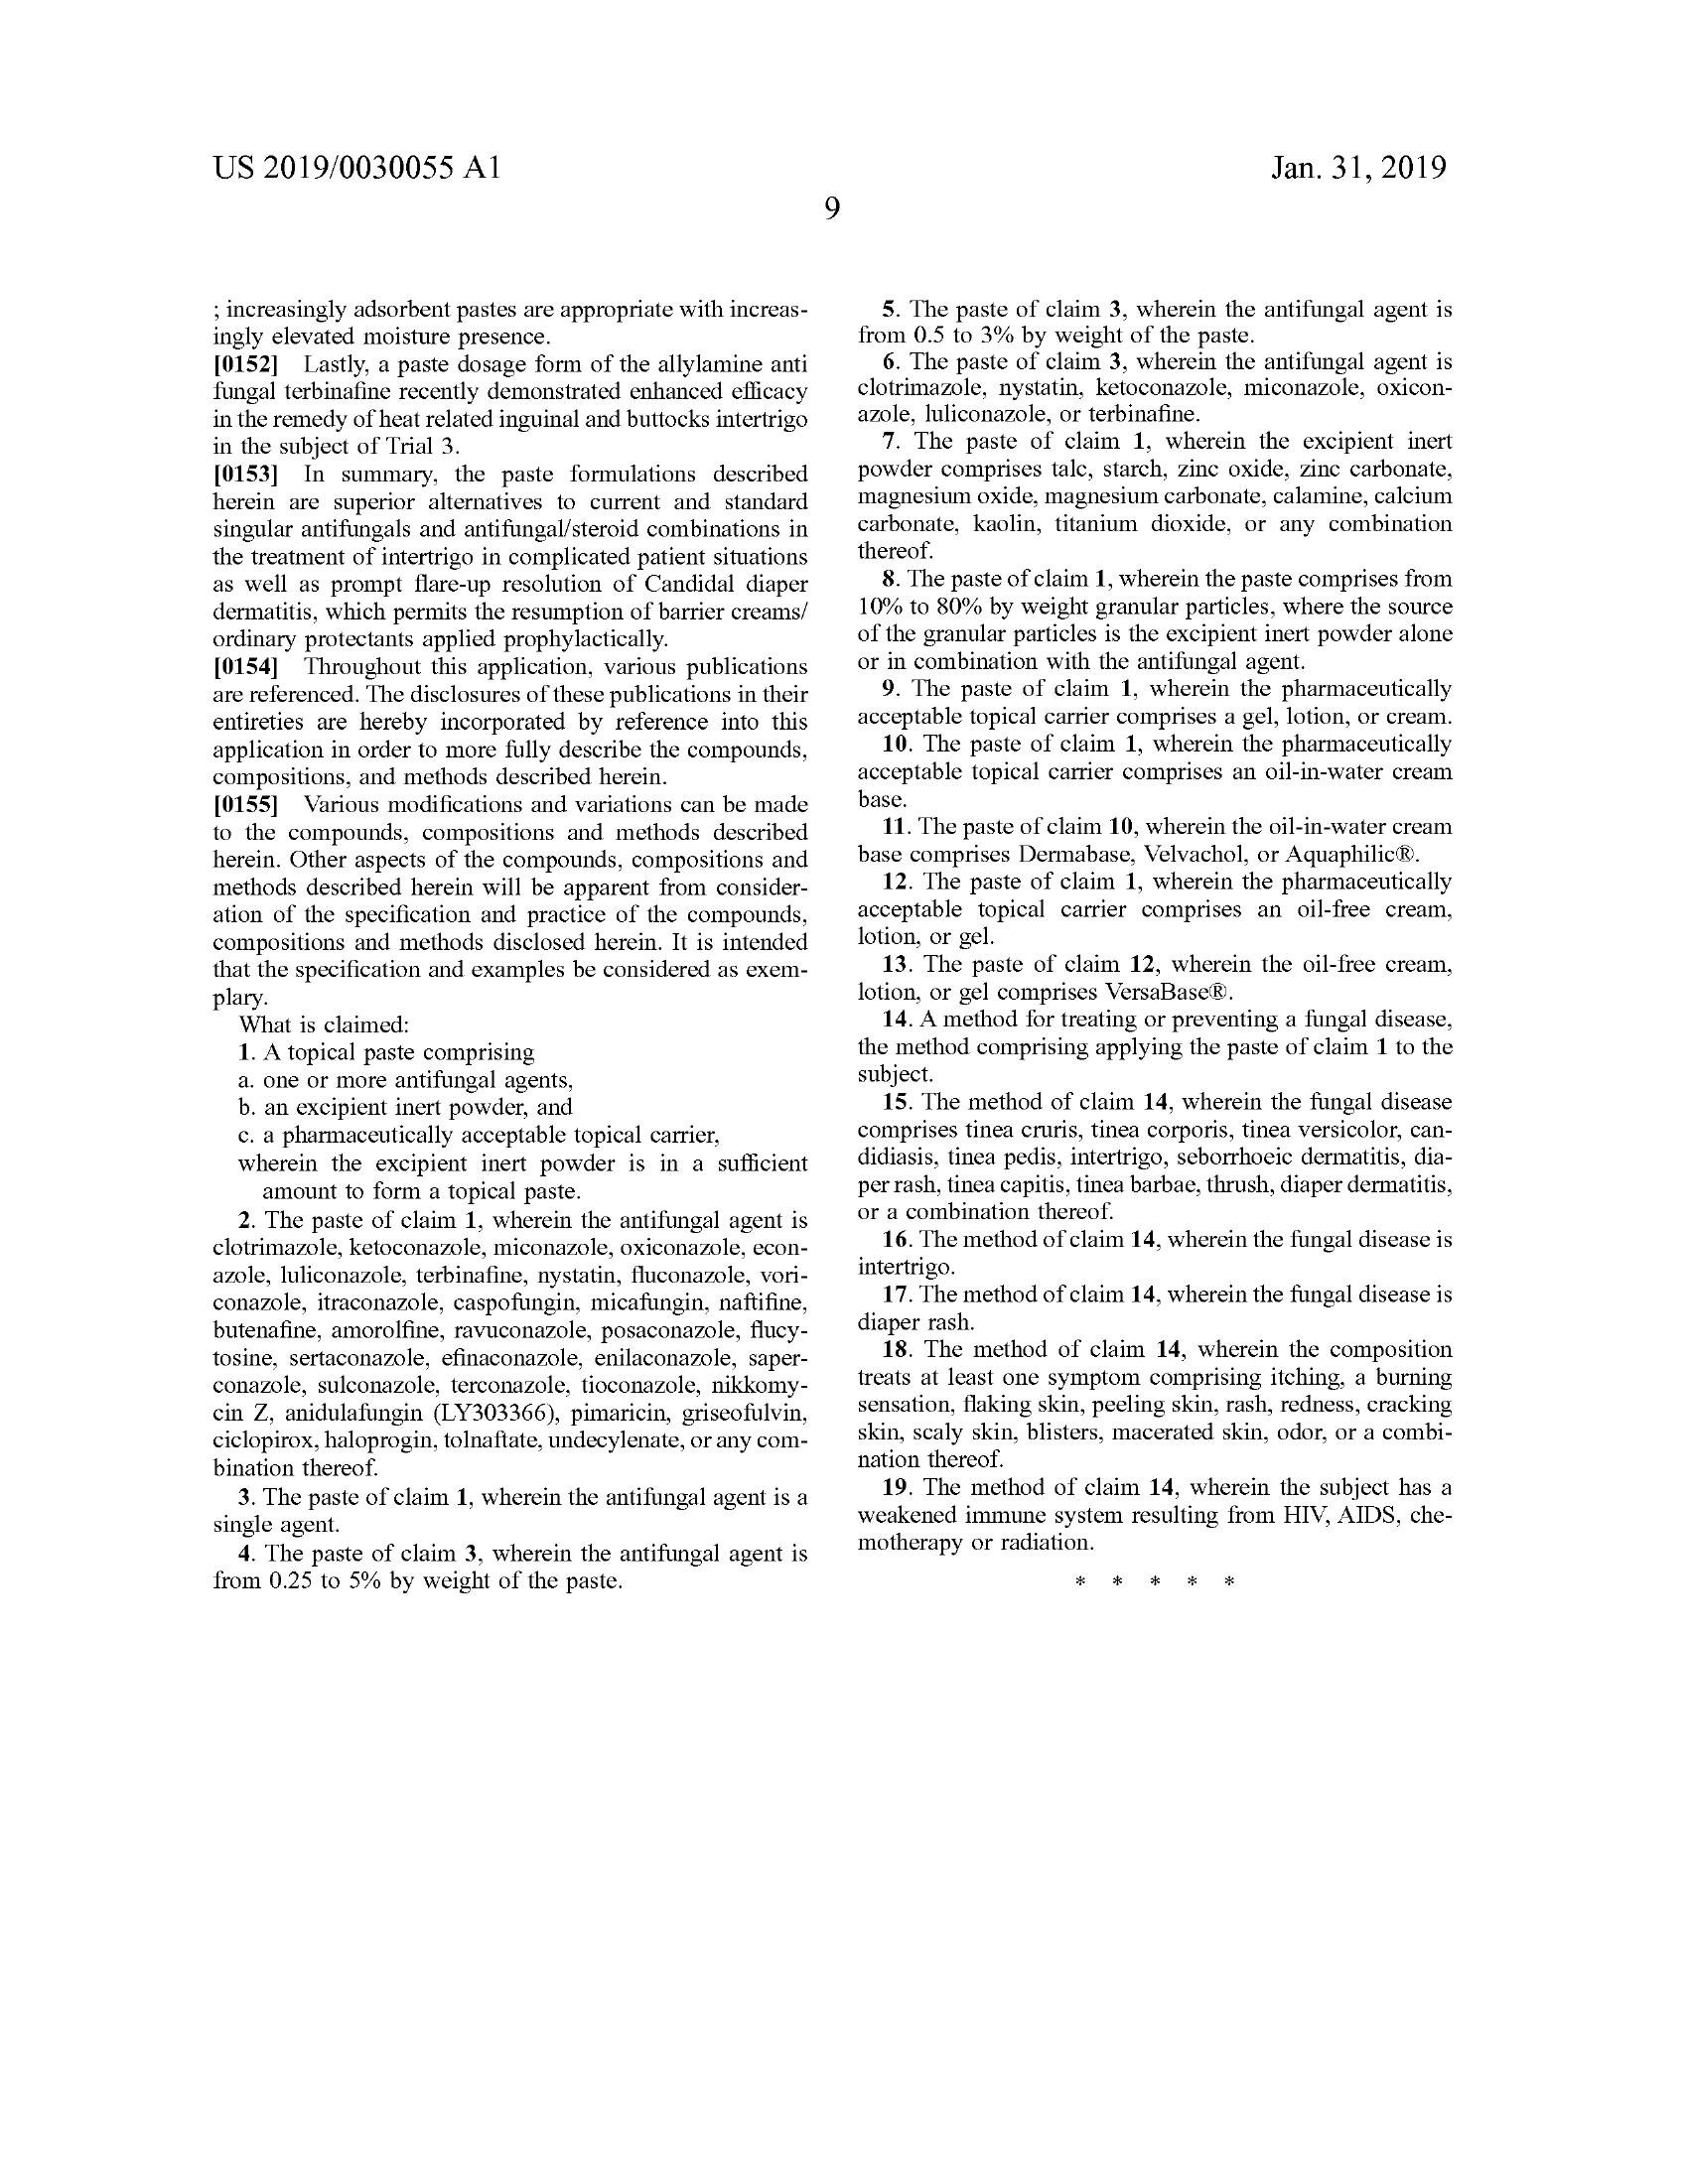 US 2019/0030055 A1
Jan. 31, 2019
9
; increasingly adsorbent pastes are appropriate with increas-
ingly elevated moisture presence.
[0152] Lastly, a paste dosage form of the allylamine anti
fungal terbinafine recently demonstrated enhanced efficacy
in the remedy of heat related inguinal and buttocks intertrigo
in the subject of Trial 3.
[0153] In summary, the paste formulations described
herein are superior alternatives to current and standard
singular antifungals and antifungal/steroid combinations in
the treatment of intertrigo in complicated patient situations
as well as prompt flare-up resolution of Candidal diaper
dermatitis, which permits the resumption of barrier creams/
ordinary protectants applied prophylactically.
[0154] Throughout this application, various publications
are referenced. The disclosures of these publications in their
entireties are hereby incorporated by reference into this
application in order to more fully describe the compounds,
compositions, and methods described herein.
[0155] Various modifications and variations can be made
to the compounds, compositions and methods described
herein. Other aspects of the compounds, compositions and
methods described herein will be apparent from consider-
ation of the specification and practice of the compounds,
compositions and methods disclosed herein. It is intended
that the specification and examples be considered as exem-
plary.
What is claimed:
1. A topical paste comprising
a. one or more antifungal agents,
b. an excipient inert powder, and
c. a pharmaceutically acceptable topical carrier,
wherein the excipient inert powder is in a sufficient
amount to form a topical paste.
2. The paste of claim 1, wherein the antifungal agent is
clotrimazole, ketoconazole, miconazole, oxiconazole, econ-
azole, luliconazole, terbinafine, nystatin, fluconazole, vori-
conazole, itraconazole, caspofungin, micafungin, naftifine,
butenafine, amorolfine, ravuconazole, posaconazole, flucy-
tosine, sertaconazole, efinaconazole, enilaconazole, saper-
conazole, sulconazole, terconazole, tioconazole, nikkomy-
cin Z, anidulafungin (LY303366), pimaricin, griseofulvin,
ciclopirox, haloprogin, tolnaftate, undecylenate, or any com-
bination thereof.
3. The paste of claim 1, wherein the antifungal agent is a
single agent.
4. The paste of claim 3, wherein the antifungal agent is
from 0.25 to 5% by weight of the paste.
5. The paste of claim 3, wherein the antifungal agent is
from 0.5 to 3% by weight of the paste.
6. The paste of claim 3, wherein the antifungal agent is
clotrimazole, nystatin, ketoconazole, miconazole, oxicon-
azole, luliconazole, or terbinafine.
7. The paste of claim 1, wherein the excipient inert
powder comprises talc, starch, zinc oxide, zinc carbonate,
magnesium oxide, magnesium carbonate, calamine, calcium
carbonate, kaolin, titanium dioxide, or any combination
thereof.
8. The paste of claim 1, wherein the paste comprises from
10% to 80% by weight granular particles, where the source
of the granular particles is the excipient inert powder alone
or in combination with the antifungal agent.
9. The paste of claim 1, wherein the pharmaceutically
acceptable topical carrier comprises a gel, lotion, or cream.
10. The paste of claim 1, wherein the pharmaceutically
acceptable topical carrier comprises an oil-in-water cream
base.
11. The paste of claim 10, wherein the oil-in-water cream
base comprises Dermabase, Velvachol, or Aquaphilic®.
12. The paste of claim 1, wherein the pharmaceutically
acceptable topical carrier comprises an oil-free cream,
lotion, or gel.
13. The paste of claim 12, wherein the oil-free cream,
lotion, or gel comprises VersaBase®.
14. A method for treating or preventing a fungal disease,
the method comprising applying the paste of claim 1 to the
subject.
15. The method of claim 14, wherein the fungal disease
comprises tinea cruris, tinea corporis, tinea versicolor, can-
didiasis, tinea pedis, intertrigo, seborrhoeic dermatitis, dia-
per rash, tinea capitis, tinea barbae, thrush, diaper dermatitis,
or a combination thereof.
16. The method of claim 14, wherein the fungal disease is
intertrigo.
17. The method of claim 14, wherein the fungal disease is
diaper rash.
18. The method of claim 14, wherein the composition
treats at least one symptom comprising itching, a burning
sensation, flaking skin, peeling skin, rash, redness, cracking
skin, scaly skin, blisters, macerated skin, odor, or a combi-
nation thereof.
19. The method of claim 14, wherein the subject has a
weakened immune system resulting from HIV, AIDS, che-
motherapy or radiation.
* * * * *